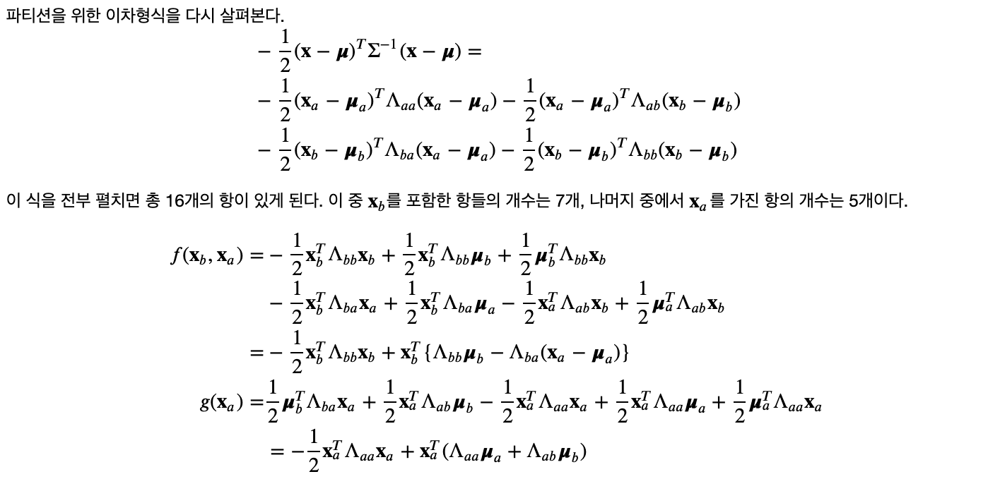 파티션을 위한 이차형식을 다시 살펴본다.
$-\frac{1}{2}(\mathbf{x}-\boldsymbol{\mu})^T\Sigma^{-1}(\mathbf{x}-\boldsymbol{\mu}) =$
$-\frac{1}{2}(\mathbf{x}_a-\boldsymbol{\mu}_a)^T\Lambda_{aa}(\mathbf{x}_a-\boldsymbol{\mu}_a)-\frac{1}{2}(\mathbf{x}_a-\boldsymbol{\mu}_a)^T\Lambda_{ab}(\mathbf{x}_b-\boldsymbol{\mu}_b)$
$-\frac{1}{2}(\mathbf{x}_b-\boldsymbol{\mu}_b)^T\Lambda_{ba}(\mathbf{x}_a-\boldsymbol{\mu}_a)-\frac{1}{2}(\mathbf{x}_b-\boldsymbol{\mu}_b)^T\Lambda_{bb}(\mathbf{x}_b-\boldsymbol{\mu}_b)$
이 식을 전부 펼치면 총 16개의 항이 있게 된다. 이 중 $\mathbf{x}_b$를 포함한 항들의 개수는 7개, 나머지 중에서 $\mathbf{x}_a$를 가진 항의 개수는 5개이다.
$f(\mathbf{x}_b,\mathbf{x}_a) = -\frac{1}{2}\mathbf{x}_b^T\Lambda_{bb}\mathbf{x}_b+\frac{1}{2}\mathbf{x}_b^T\Lambda_{bb}\boldsymbol{\mu}_b+\frac{1}{2}\boldsymbol{\mu}_b^T\Lambda_{bb}\mathbf{x}_b$
$-\frac{1}{2}\mathbf{x}_b^T\Lambda_{ba}\mathbf{x}_a+\frac{1}{2}\mathbf{x}_b^T\Lambda_{ba}\boldsymbol{\mu}_a-\frac{1}{2}\mathbf{x}_a^T\Lambda_{ab}\mathbf{x}_b+\frac{1}{2}\boldsymbol{\mu}_a^T\Lambda_{ab}\mathbf{x}_b$
$= -\frac{1}{2}\mathbf{x}_b^T\Lambda_{bb}\mathbf{x}_b+\mathbf{x}_b^T\{\Lambda_{bb}\boldsymbol{\mu}_b-\Lambda_{ba}(\mathbf{x}_a-\boldsymbol{\mu}_a)\}$
$g(\mathbf{x}_a) = \frac{1}{2}\boldsymbol{\mu}_b^T\Lambda_{ba}\mathbf{x}_a+\frac{1}{2}\mathbf{x}_a^T\Lambda_{ab}\boldsymbol{\mu}_b-\frac{1}{2}\mathbf{x}_a^T\Lambda_{aa}\mathbf{x}_a+\frac{1}{2}\mathbf{x}_a^T\Lambda_{aa}\boldsymbol{\mu}_a+\frac{1}{2}\boldsymbol{\mu}_a^T\Lambda_{aa}\mathbf{x}_a$
$= -\frac{1}{2}\mathbf{x}_a^T\Lambda_{aa}\mathbf{x}_a+\mathbf{x}_a^T(\Lambda_{aa}\boldsymbol{\mu}_a+\Lambda_{ab}\boldsymbol{\mu}_b)$